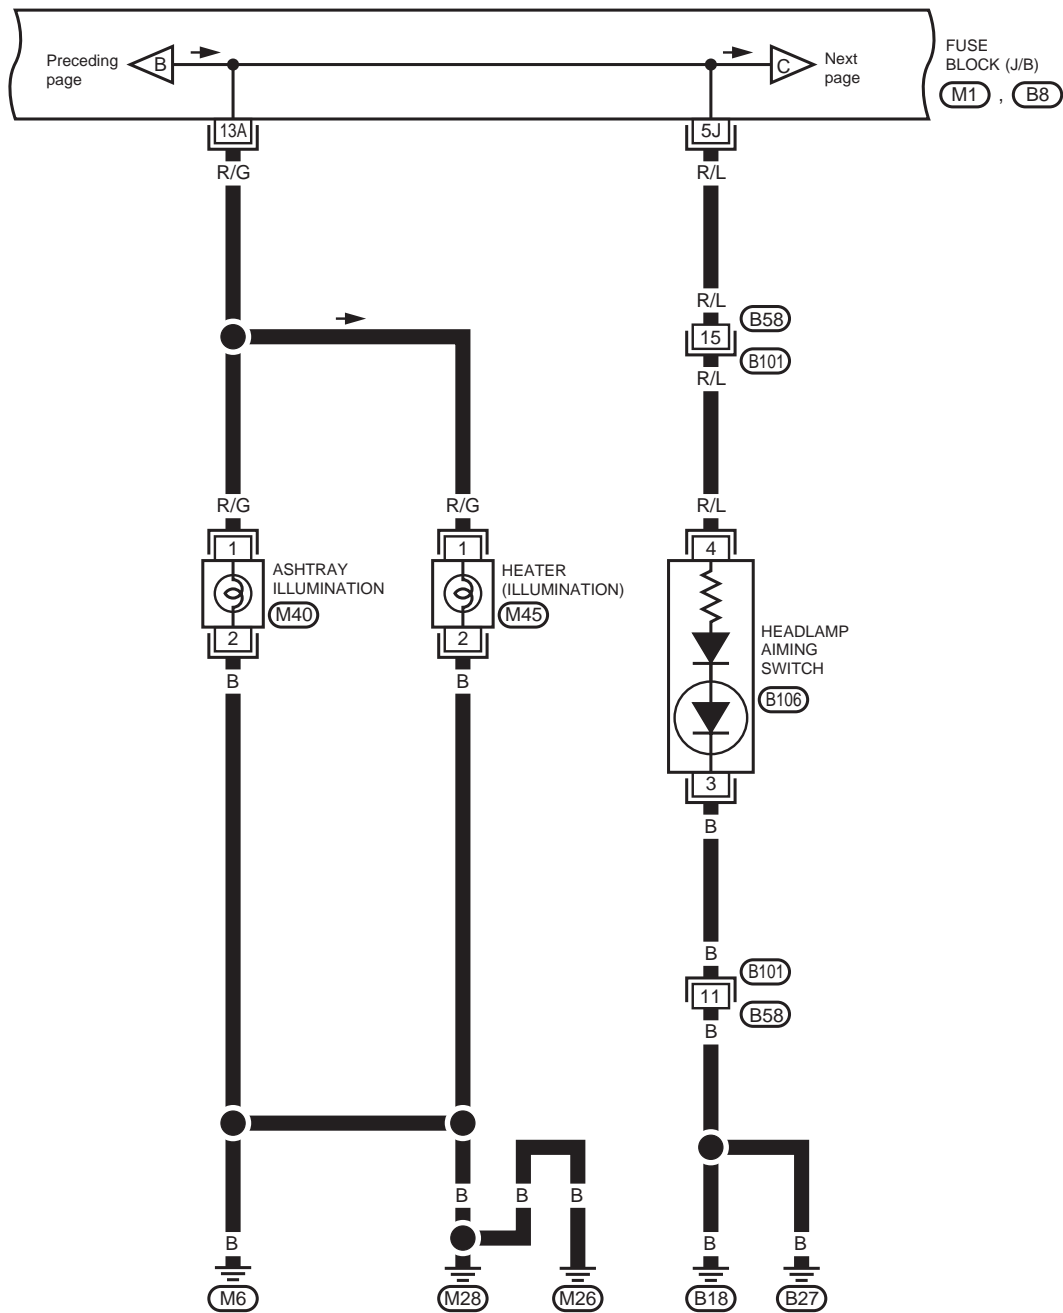 Preceding
page
B
C
Next
page
FUSE
BLOCK (J/B)
M1 , B8
13A
5J
R/G
R/L
R/L
B58
15
B101
R/L
R/G
R/G
R/L
1
1
4
ASHTRAY
ILLUMINATION
M40
HEATER
(ILLUMINATION)
M45
2
2
HEADLAMP
AIMING
SWITCH
B106
B
B
3
B
B
B101
11
B58
B
B
B
B
B
B
B
M6
M28
M26
B18
B27